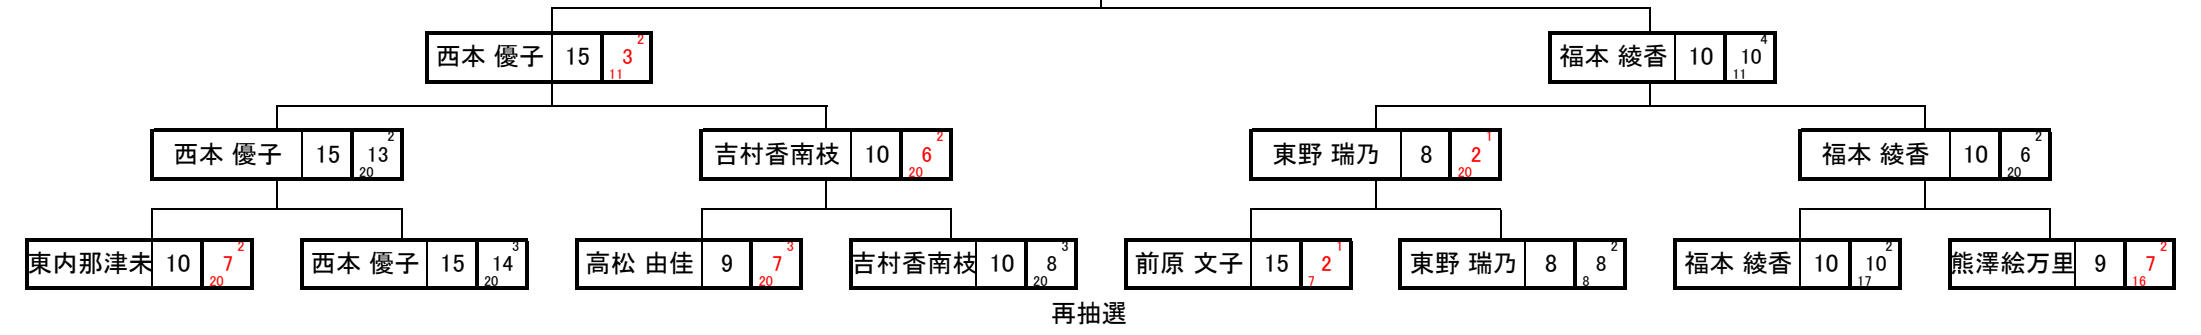 西本 優子 15 3 2 11
福本 綾香 10 10 4 11
西本 優子 15 13 2 20
吉村香南枝 10 6 2 20
東野 瑞乃 8 2 1 20
福本 綾香 10 6 2 20
東内那津未 10 7 2 20
西本 優子 15 14 3 20
高松 由佳 9 7 3 20
吉村香南枝 10 8 3 20
前原 文子 15 2 1 7
東野 瑞乃 8 8 2 8
福本 綾香 10 10 2 17
熊澤絵万里 9 7 2 16
再抽選